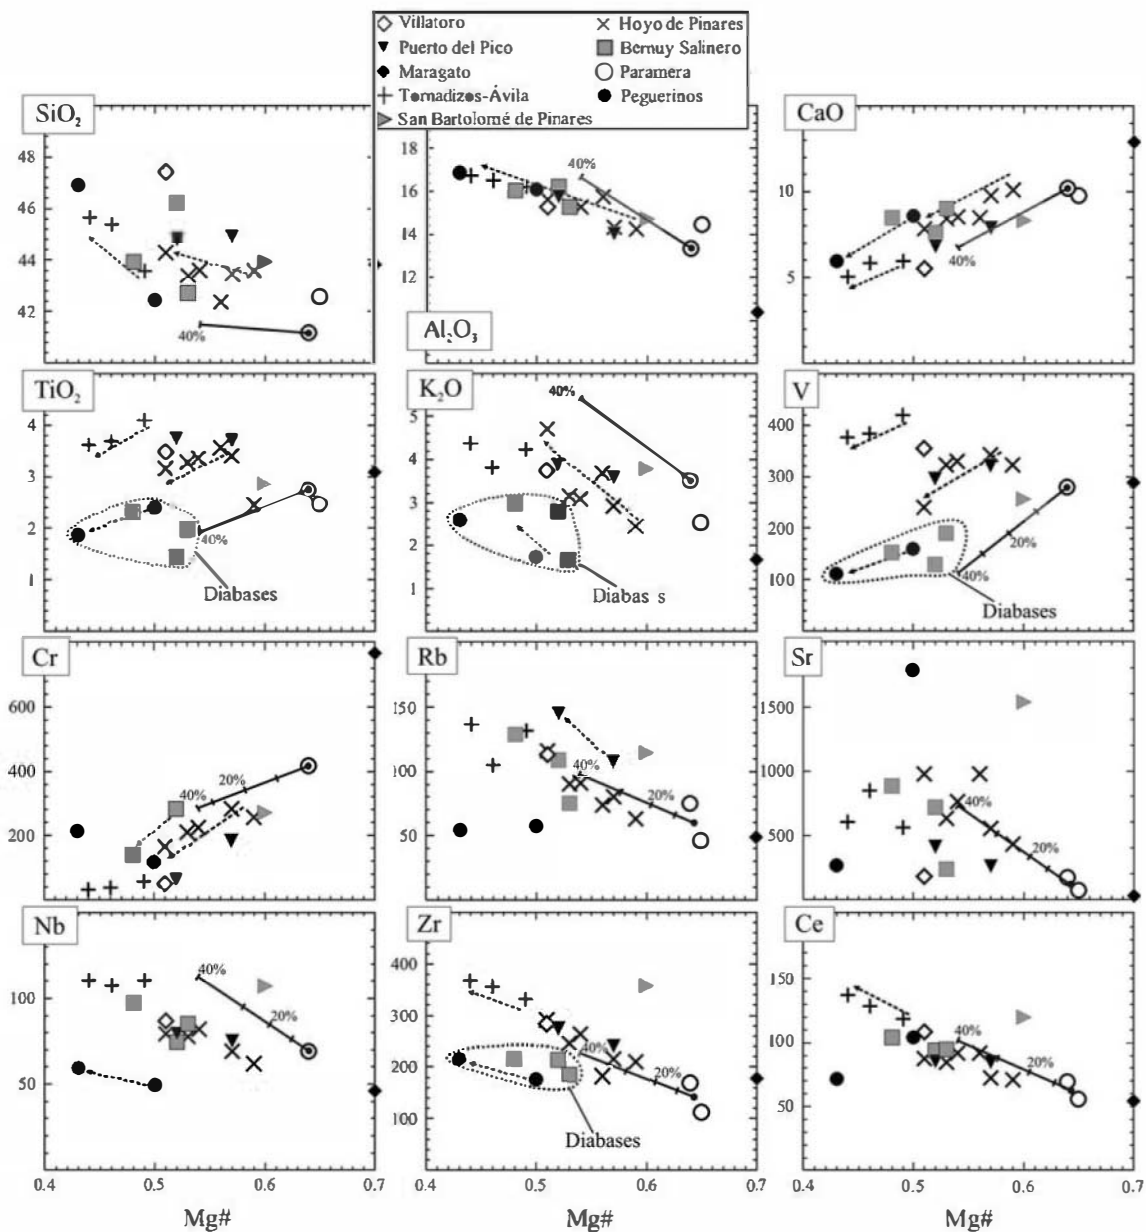 Villatoro
Hoyo de Pinares
Puerto del Pico
Bernuy Salinero
Maragato
Paramera
Tornadizos-Ávila
Peguerinos
San Bartolomé de Pinares
SiO₂
48
46
44
42
40%
18
16
14
12
40%
Al₂O₃
CaO
10
5
40%
TiO₂
4
3
2
1
40%
Diabases
K₂O
5
4
3
2
1
40%
Diabas s
V
400
300
200
100
20%
40%
Diabases
Cr
600
400
200
20%
40%
Rb
150
100
50
40%
20%
Sr
1500
1000
500
40%
20%
Nb
100
50
40%
20%
0.4 0.5 0.6 0.7
Mg#
Zr
400
300
200
100
40%
20%
Diabases
0.5 0.6
Mg#
Ce
150
100
50
40%
20%
0.4 0.5 0.6 0.7
Mg#